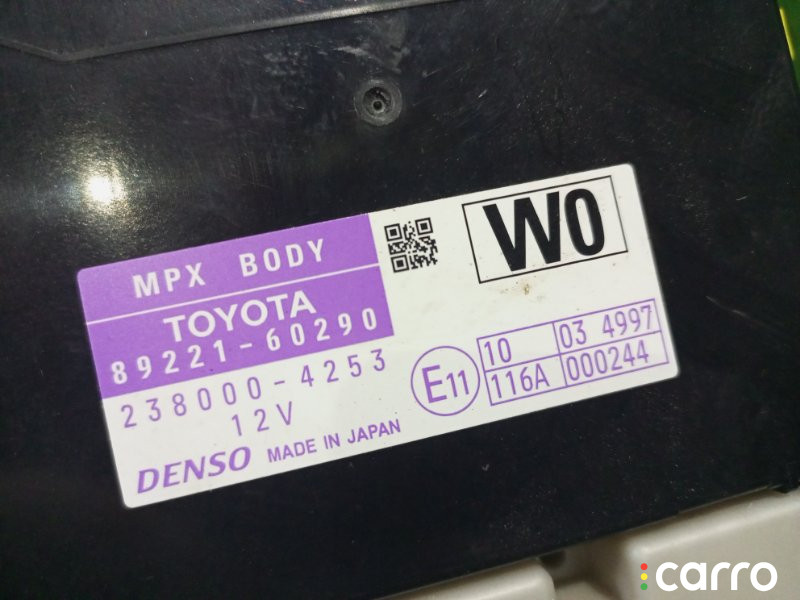 MPX BODY
TOYOTA
89221-60290
238000-4253
12V
DENSO MADE IN JAPAN
W0
E11
10 03 4997
116A 000244
carro